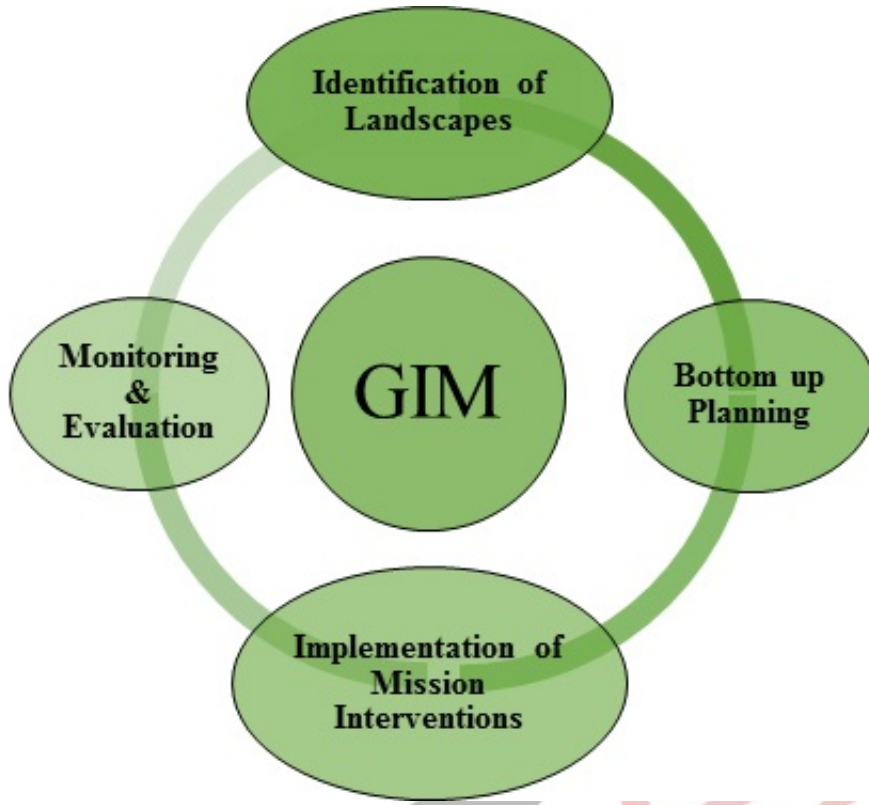 Identification of
Landscapes
Bottom up
Planning
Implementation of
Mission
Interventions
Monitoring
&
Evaluation
GIM